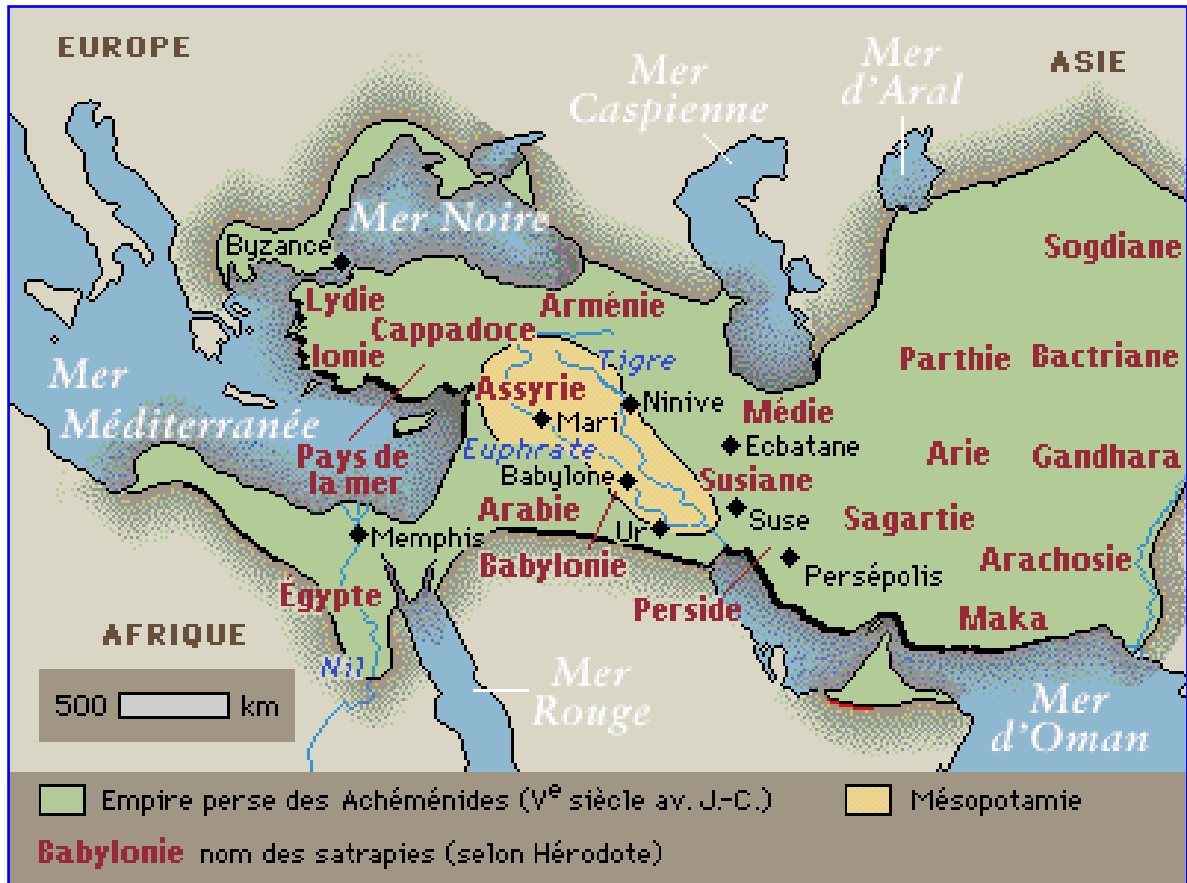 EUROPE
Mer
Caspienne
Mer
d'Aral
ASIE
Mer Noire
Byzance
Sogdiane
Lydie
Arménie
Cappadoce
Ionie
Tigre
Parthie
Bactriane
Mer
Méditerranée
Assyrie
Ninive
Mari
Médie
Ecbatane
Euphrate
Arie
Gandhara
Pays de
la mer
Babylone
Susiane
Arabie
Suse
Sagartie
Memphis
Ur
Babylonie
Arachosie
Persépolis
Égypte
Perside
Maka
AFRIQUE
Nil
Mer
Rouge
Mer
d'Oman
500 km
Empire perse des Achéménides (Ve siècle av. J.-C.)
Mésopotamie
Babylonie nom des satrapies (selon Hérodote)